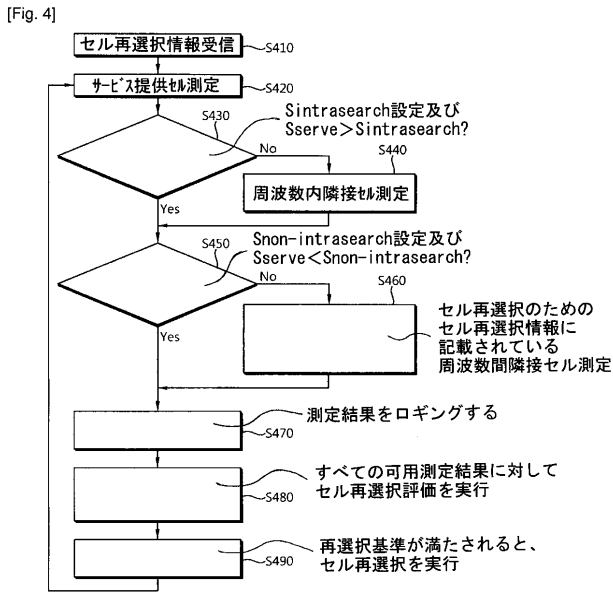 [Fig. 4]
セル再選択情報受信
S410
サービス提供セル測定
S420
S430
Sintrasearch設定及び
Sserve＞Sintrasearch?
No
S440
周波数内隣接セル測定
Yes
S450
Snon-intrasearch設定及び
Sserve＜Snon-intrasearch?
No
S460
セル再選択のための
セル再選択情報に
記載されている
周波数間隣接セル測定
Yes
測定結果をロギングする
S470
すべての可用測定結果に対して
セル再選択評価を実行
S480
再選択基準が満たされると、
セル再選択を実行
S490